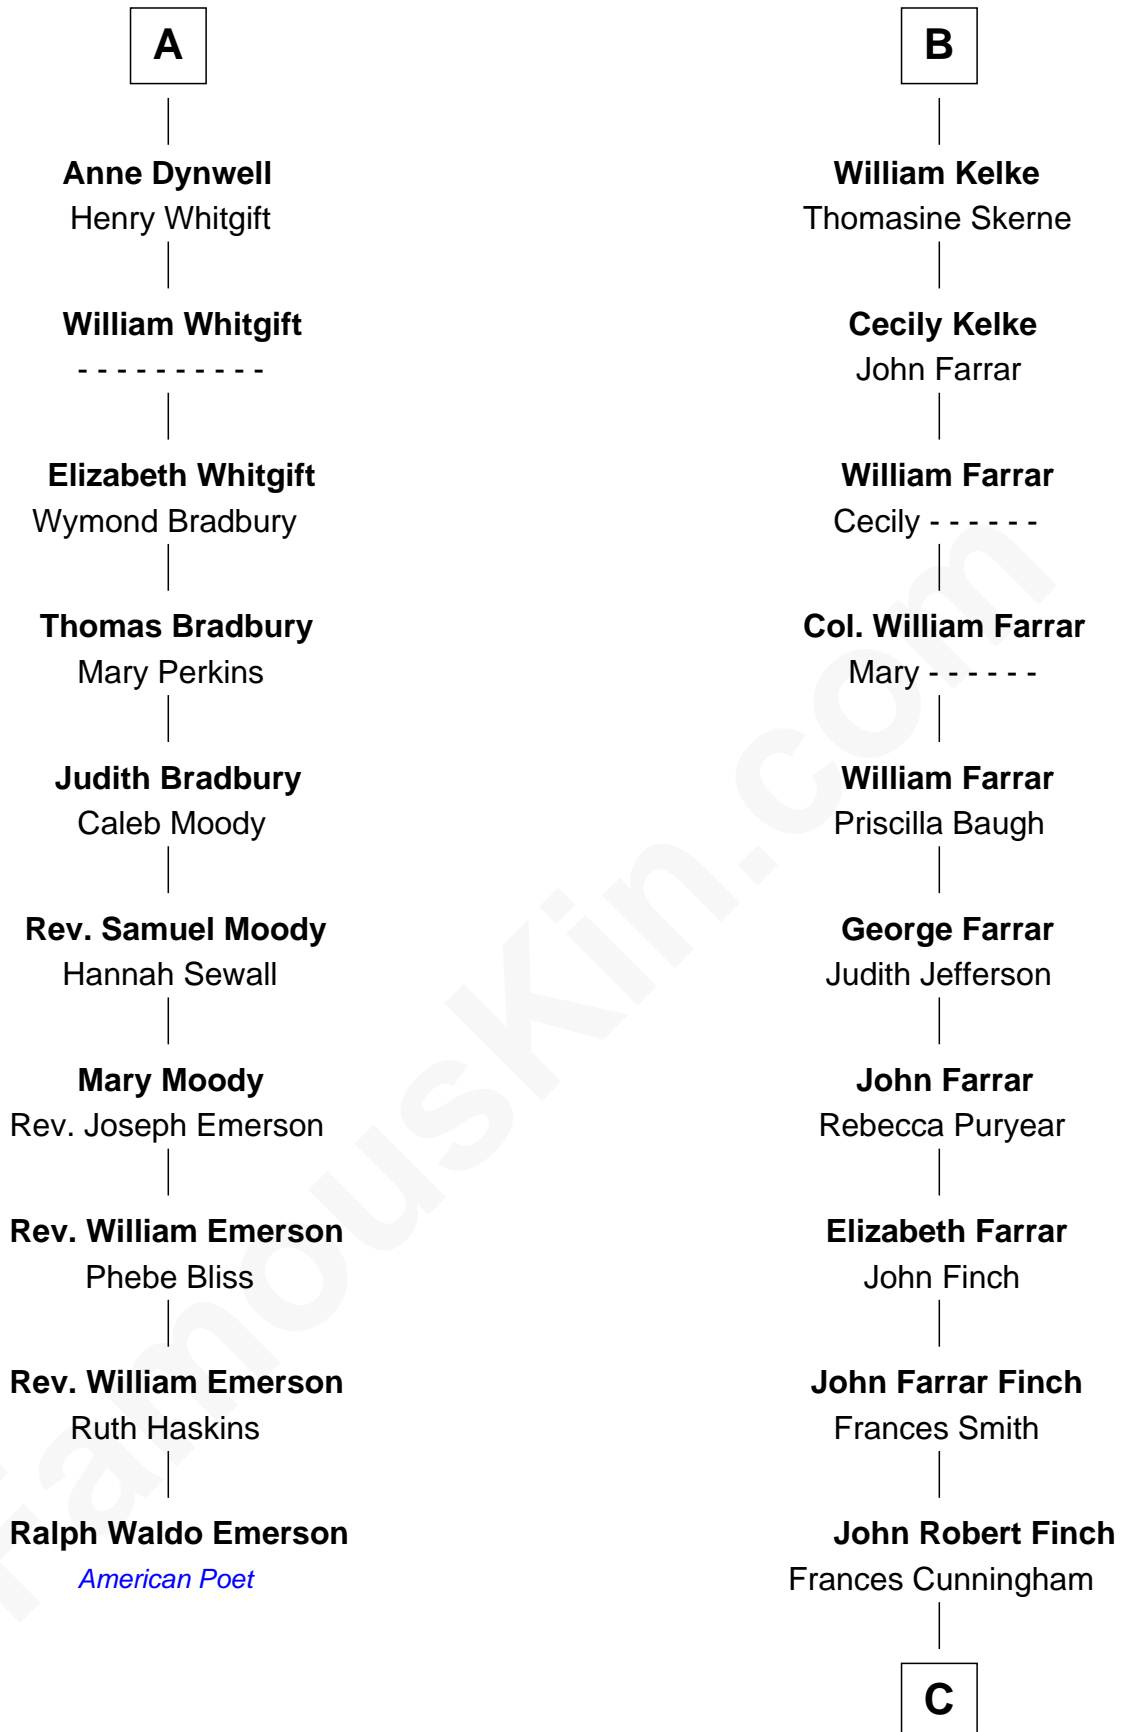 A
Anne Dynwell
Henry Whitgift
William Whitgift
- - - - - - - - - -
Elizabeth Whitgift
Wymond Bradbury
Thomas Bradbury
Mary Perkins
Judith Bradbury
Caleb Moody
Rev. Samuel Moody
Hannah Sewall
Mary Moody
Rev. Joseph Emerson
Rev. William Emerson
Phebe Bliss
Rev. William Emerson
Ruth Haskins
Ralph Waldo Emerson
American Poet
B
William Kelke
Thomasine Skerne
Cecily Kelke
John Farrar
William Farrar
Cecily - - - - - -
Col. William Farrar
Mary - - - - - -
William Farrar
Priscilla Baugh
George Farrar
Judith Jefferson
John Farrar
Rebecca Puryear
Elizabeth Farrar
John Finch
John Farrar Finch
Frances Smith
John Robert Finch
Frances Cunningham
C
FamousKin.com